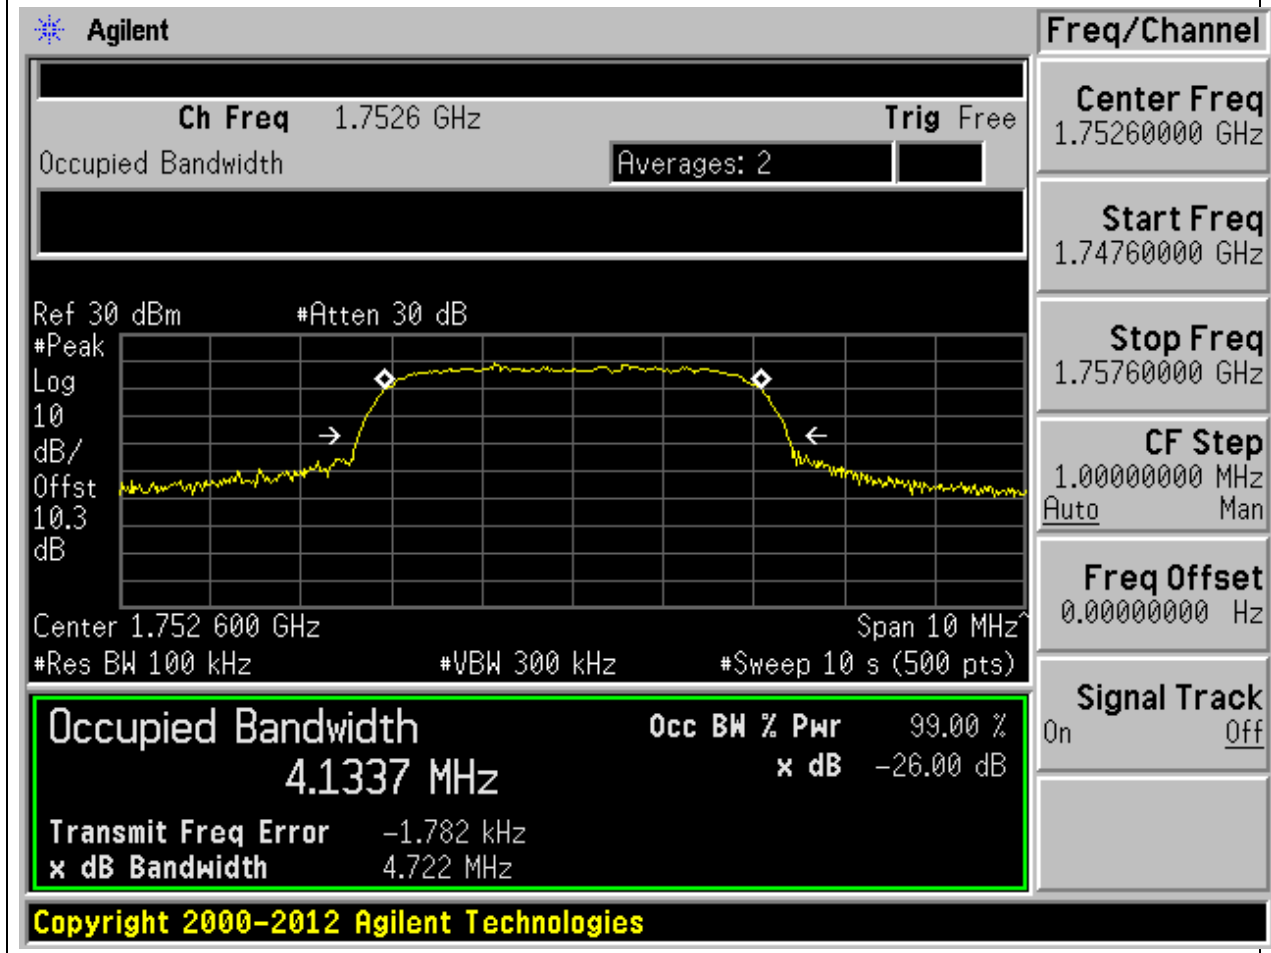 Agilent
Freq/Channel
Ch Freq 1.7526 GHz Trig Free
Occupied Bandwidth Averages: 2
Center Freq
1.75260000 GHz
Start Freq
1.74760000 GHz
Stop Freq
1.75760000 GHz
CF Step
1.00000000 MHz
Auto Man
Freq Offset
0.00000000 Hz
Signal Track
On Off
Ref 30 dBm #Atten 30 dB
#Peak
Log
10
dB/
Offst
10.3
dB
Center 1.752 600 GHz Span 10 MHz^
#Res BW 100 kHz #VBW 300 kHz #Sweep 10 s (500 pts)
Occupied Bandwidth Occ BW % Pwr 99.00 %
4.1337 MHz x dB -26.00 dB
Transmit Freq Error -1.782 kHz
x dB Bandwidth 4.722 MHz
Copyright 2000-2012 Agilent Technologies